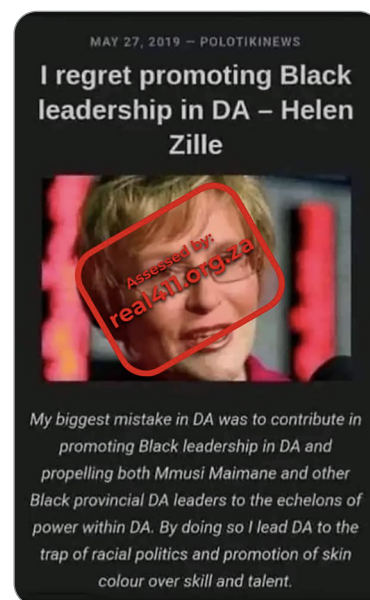 MAY 27, 2019 — POLOTIKINEWS
I regret promoting Black
leadership in DA – Helen
Zille
Assessed by:
real411.org.za
My biggest mistake in DA was to contribute in
promoting Black leadership in DA and
propelling both Mmusi Maimane and other
Black provincial DA leaders to the echelons of
power within DA. By doing so I lead DA to the
trap of racial politics and promotion of skin
colour over skill and talent.